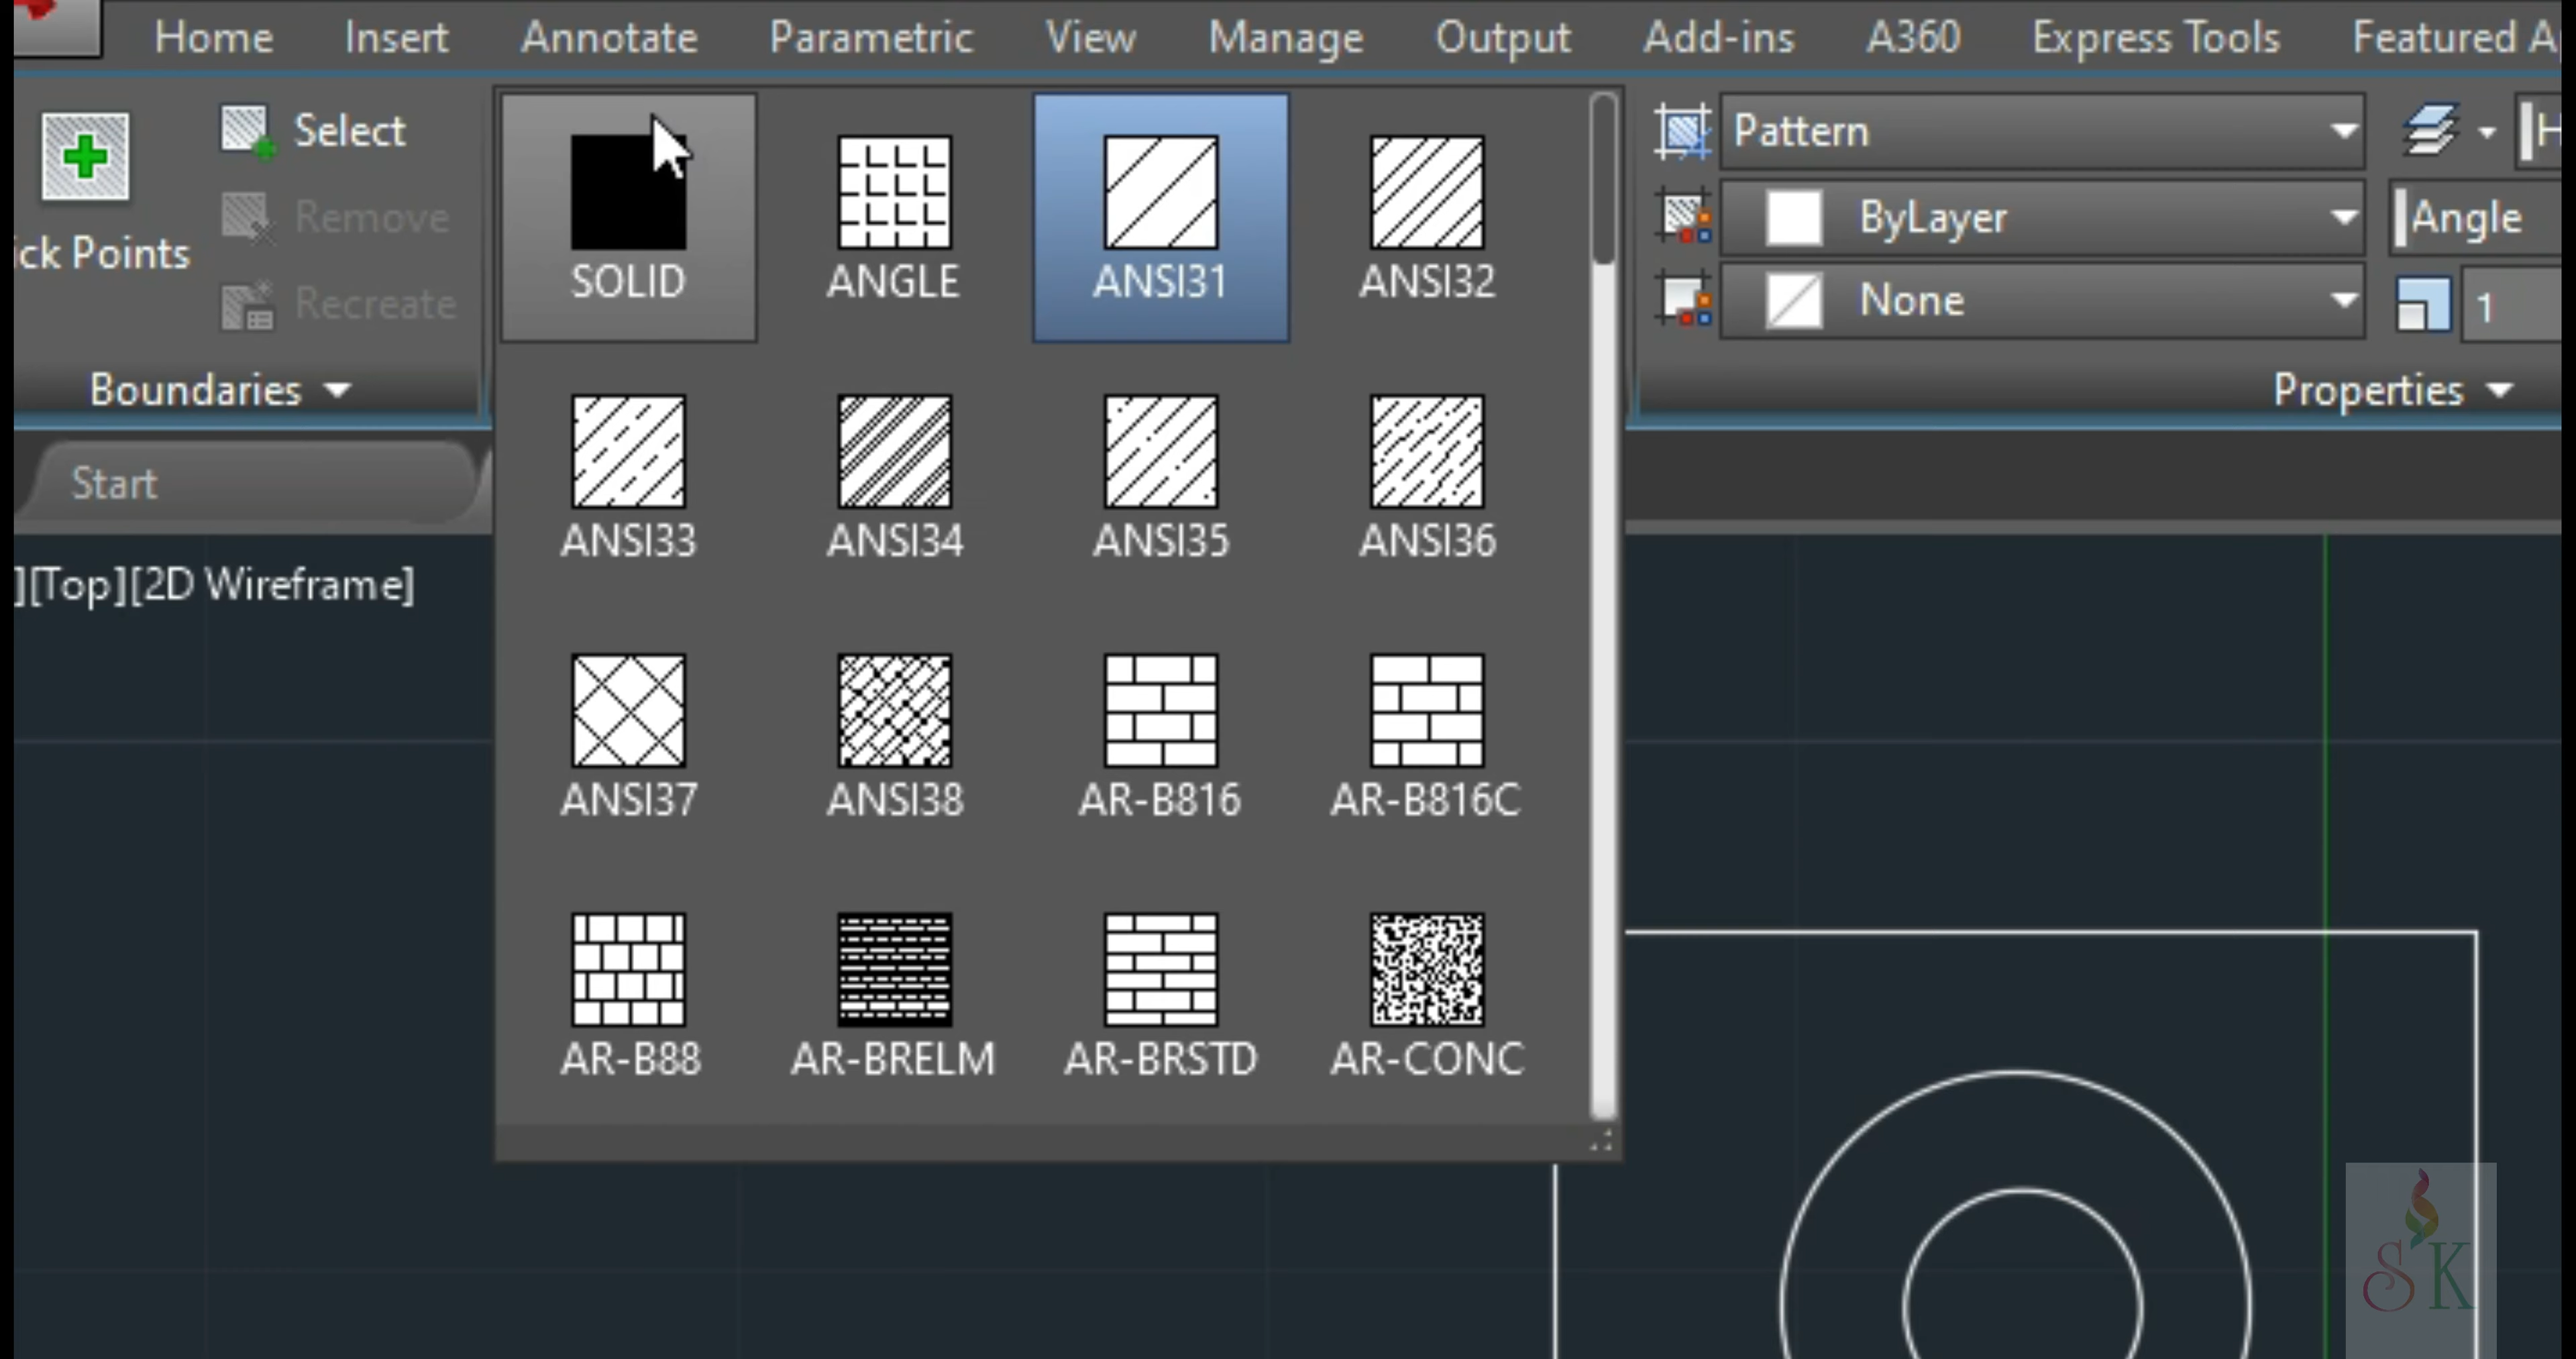 Home Insert Annotate Parametric View Manage Output Add-ins A360 Express Tools Featured A
Select
Remove
Recreate
ick Points
Boundaries
SOLID ANGLE ANSI31 ANSI32
ANSI33 ANSI34 ANSI35 ANSI36
ANSI37 ANSI38 AR-B816 AR-B816C
AR-B88 AR-BRELM AR-BRSTD AR-CONC
Pattern H
ByLayer Angle
None 1
Properties
Start
][Top][2D Wireframe]
SK